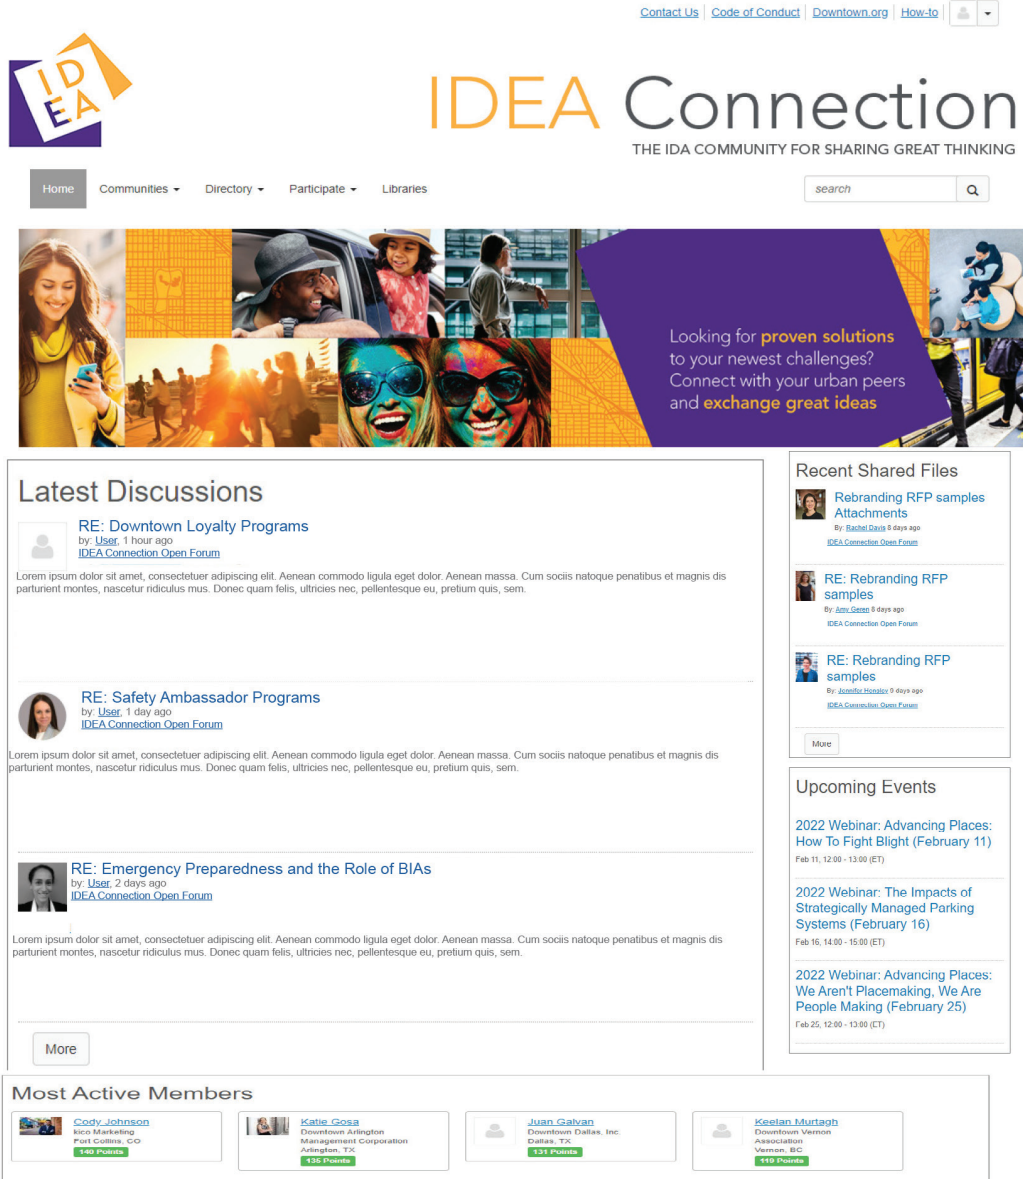 Contact Us Code of Conduct Downtown.org How-to
ID
EA
IDEA Connection
THE IDA COMMUNITY FOR SHARING GREAT THINKING
Home Communities Directory Participate Libraries search
Looking for proven solutions
to your newest challenges?
Connect with your urban peers
and exchange great ideas
Latest Discussions
RE: Downtown Loyalty Programs
by: User, 1 hour ago
IDEA Connection Open Forum
Lorem ipsum dolor sit amet, consectetuer adipiscing elit. Aenean commodo ligula eget dolor. Aenean massa. Cum sociis natoque penatibus et magnis dis
parturient montes, nascetur ridiculus mus. Donec quam felis, ultricies nec, pellentesque eu, pretium quis, sem.
RE: Safety Ambassador Programs
by: User, 1 day ago
IDEA Connection Open Forum
Lorem ipsum dolor sit amet, consectetuer adipiscing elit. Aenean commodo ligula eget dolor. Aenean massa. Cum sociis natoque penatibus et magnis dis
parturient montes, nascetur ridiculus mus. Donec quam felis, ultricies nec, pellentesque eu, pretium quis, sem.
RE: Emergency Preparedness and the Role of BIAs
by: User, 2 days ago
IDEA Connection Open Forum
Lorem ipsum dolor sit amet, consectetuer adipiscing elit. Aenean commodo ligula eget dolor. Aenean massa. Cum sociis natoque penatibus et magnis dis
parturient montes, nascetur ridiculus mus. Donec quam felis, ultricies nec, pellentesque eu, pretium quis, sem.
More
Recent Shared Files
Rebranding RFP samples
Attachments
By: Rachel Davis 8 days ago
IDEA Connection Open Forum
RE: Rebranding RFP
samples
By: Amy Geren 8 days ago
IDEA Connection Open Forum
RE: Rebranding RFP
samples
By: Jennifer Hensley 9 days ago
IDEA Connection Open Forum
More
Upcoming Events
2022 Webinar: Advancing Places:
How To Fight Blight (February 11)
Feb 11, 12:00 - 13:00 (ET)
2022 Webinar: The Impacts of
Strategically Managed Parking
Systems (February 16)
Feb 16, 14:00 - 15:00 (ET)
2022 Webinar: Advancing Places:
We Aren't Placemaking, We Are
People Making (February 25)
Feb 25, 12:00 - 13:00 (ET)
Most Active Members
Cody Johnson
kico Marketing
Fort Collins, CO
140 Points
Katie Gosa
Downtown Arlington
Management Corporation
Arlington, TX
135 Points
Juan Galvan
Downtown Dallas, Inc.
Dallas, TX
131 Points
Keelan Murtagh
Downtown Vernon
Association
Vernon, BC
119 Points